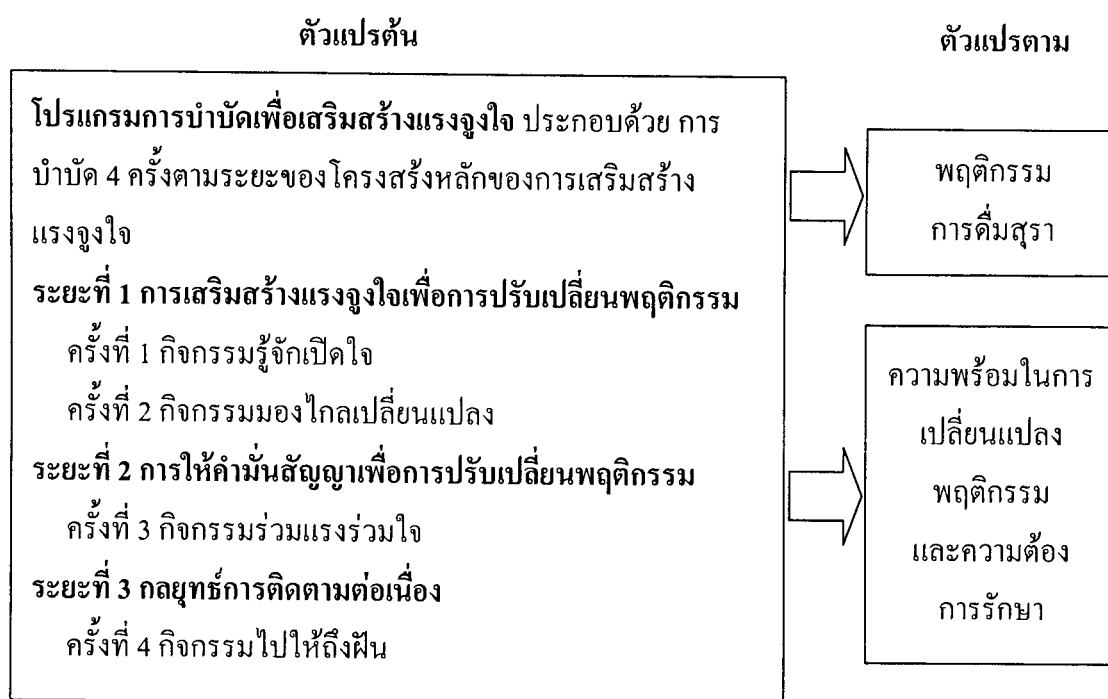 ตัวแปรต้น
โปรแกรมการบำบัดเพื่อเสริมสร้างแรงจูงใจ ประกอบด้วย การ
บำบัด 4 ครั้งตามระยะของโครงสร้งหลักของการเสริมสร้าง
แรงจูงใจ
ระยะที่ 1 การเสริมสร้างแรงจูงใจเพื่อการปรับเปลี่ยนพฤติกรรม
ครั้งที่ 1 กิจกรรมรู้จักเปิดใจ
ครั้งที่ 2 กิจกรรมมองไกลเปลี่ยนแปลง
ระยะที่ 2 การให้คำมั่นสัญญาเพื่อการปรับเปลี่ยนพฤติกรรม
ครั้งที่ 3 กิจกรรมร่วมแรงร่วมใจ
ระยะที่ 3 กลยุทธ์การติดตามต่อเนื่อง
ครั้งที่ 4 กิจกรรมไปให้ถึงฝัน
ตัวแปรตาม
พฤติกรรม
การดื่มสุรา
ความพร้อมในการ
เปลี่ยนแปลง
พฤติกรรม
และความต้อง
การรักษา